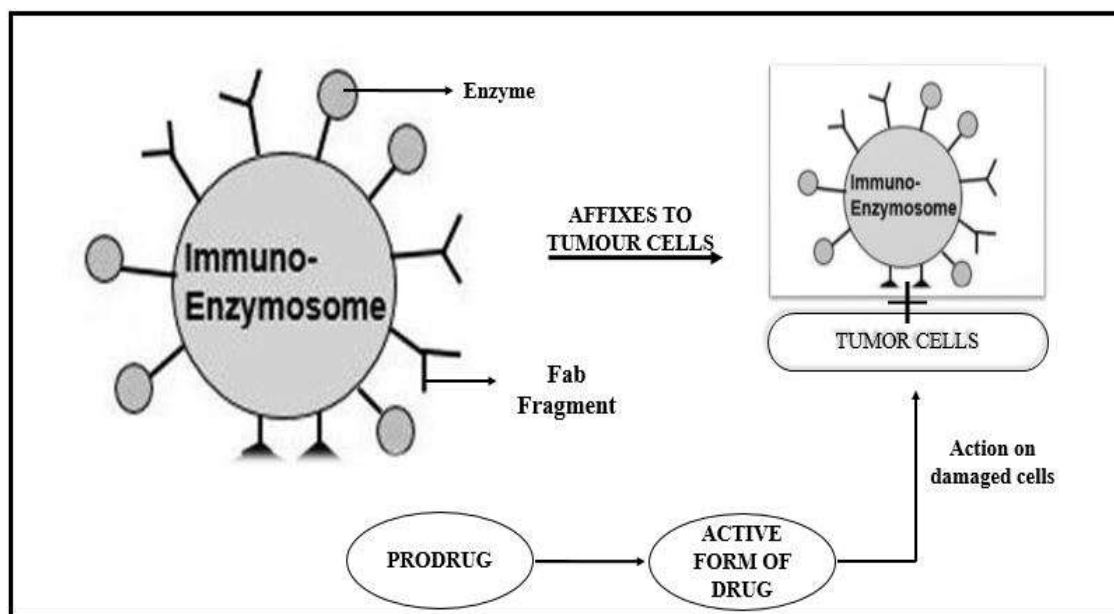 Enzyme
Immuno-
Enzymosome
Fab
Fragment
AFFIXES TO
TUMOUR CELLS
Immuno-
Enzymosome
TUMOR CELLS
Action on
damaged cells
PRODRUG
ACTIVE
FORM OF
DRUG